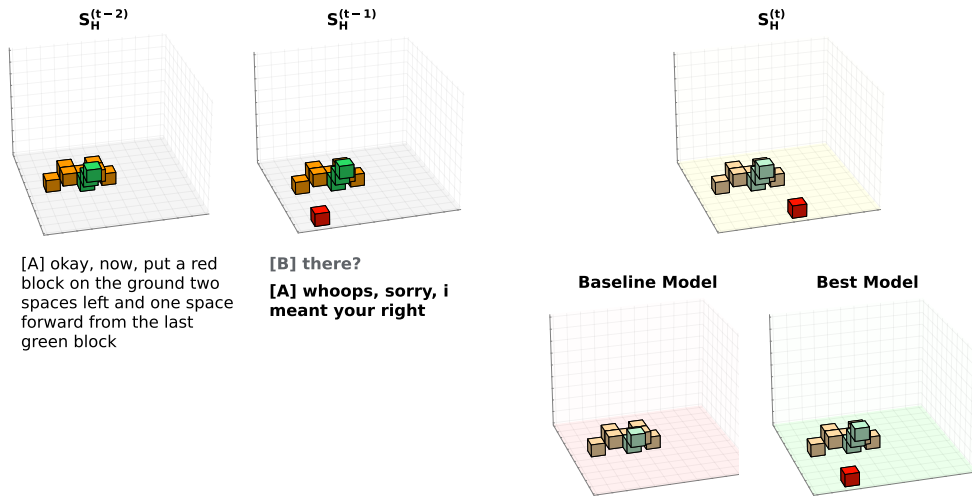 S_H^(t−2)
S_H^(t−1)
S_H^(t)
[A] okay, now, put a red
block on the ground two
spaces left and one space
forward from the last
green block
[B] there?
[A] whoops, sorry, i
meant your right
Baseline Model
Best Model